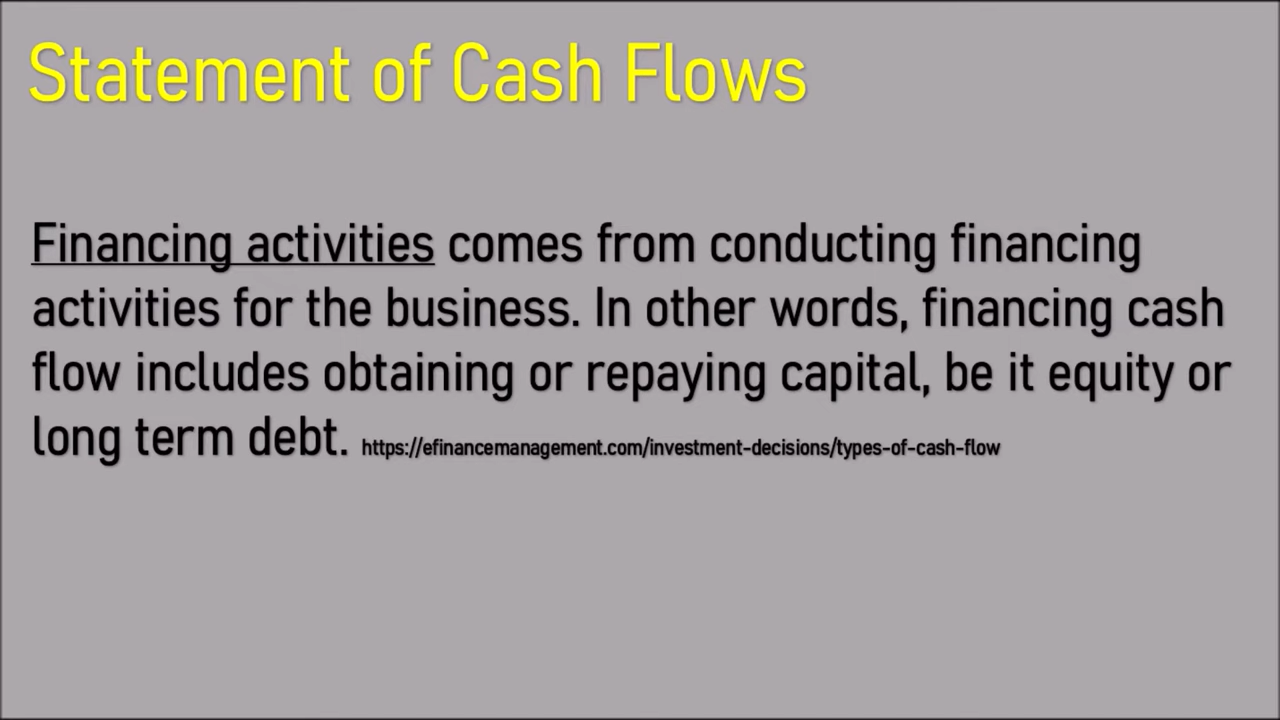 Statement of Cash Flows
Financing activities comes from conducting financing
activities for the business. In other words, financing cash
flow includes obtaining or repaying capital, be it equity or
long term debt. https://efinancemanagement.com/investment-decisions/types-of-cash-flow